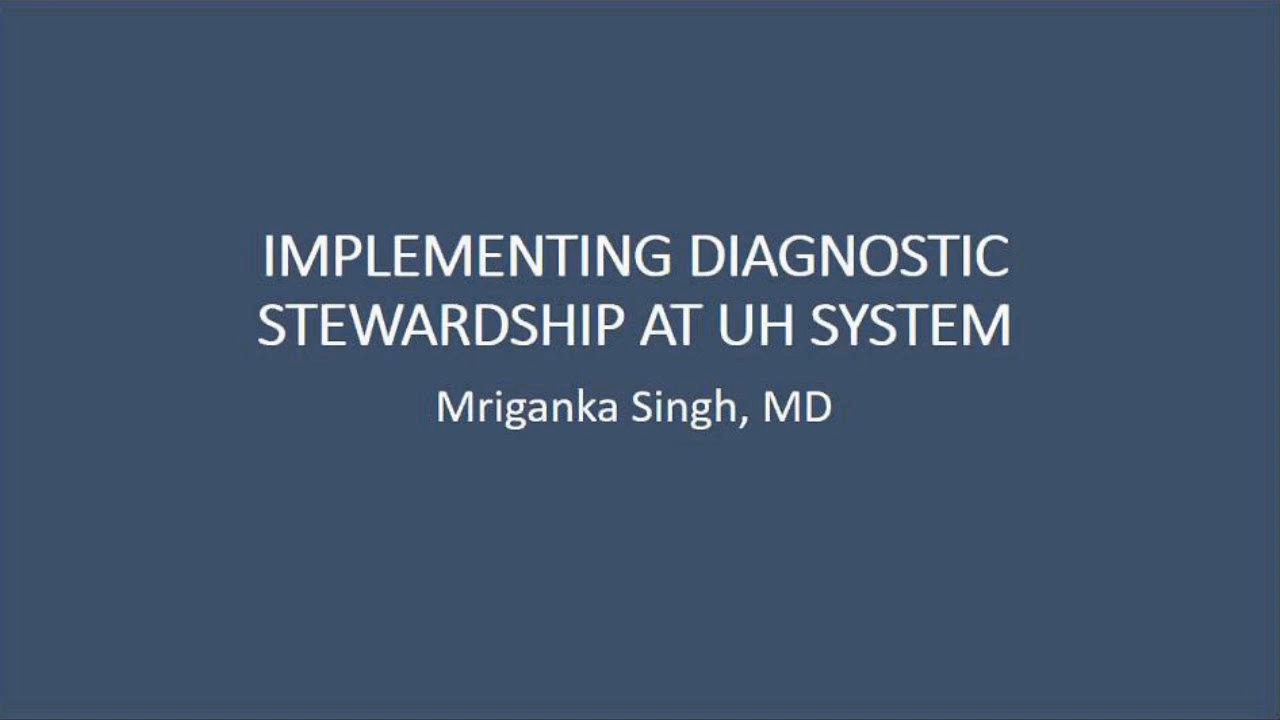 IMPLEMENTING DIAGNOSTIC
STEWARDSHIP AT UH SYSTEM
Mriganka Singh, MD